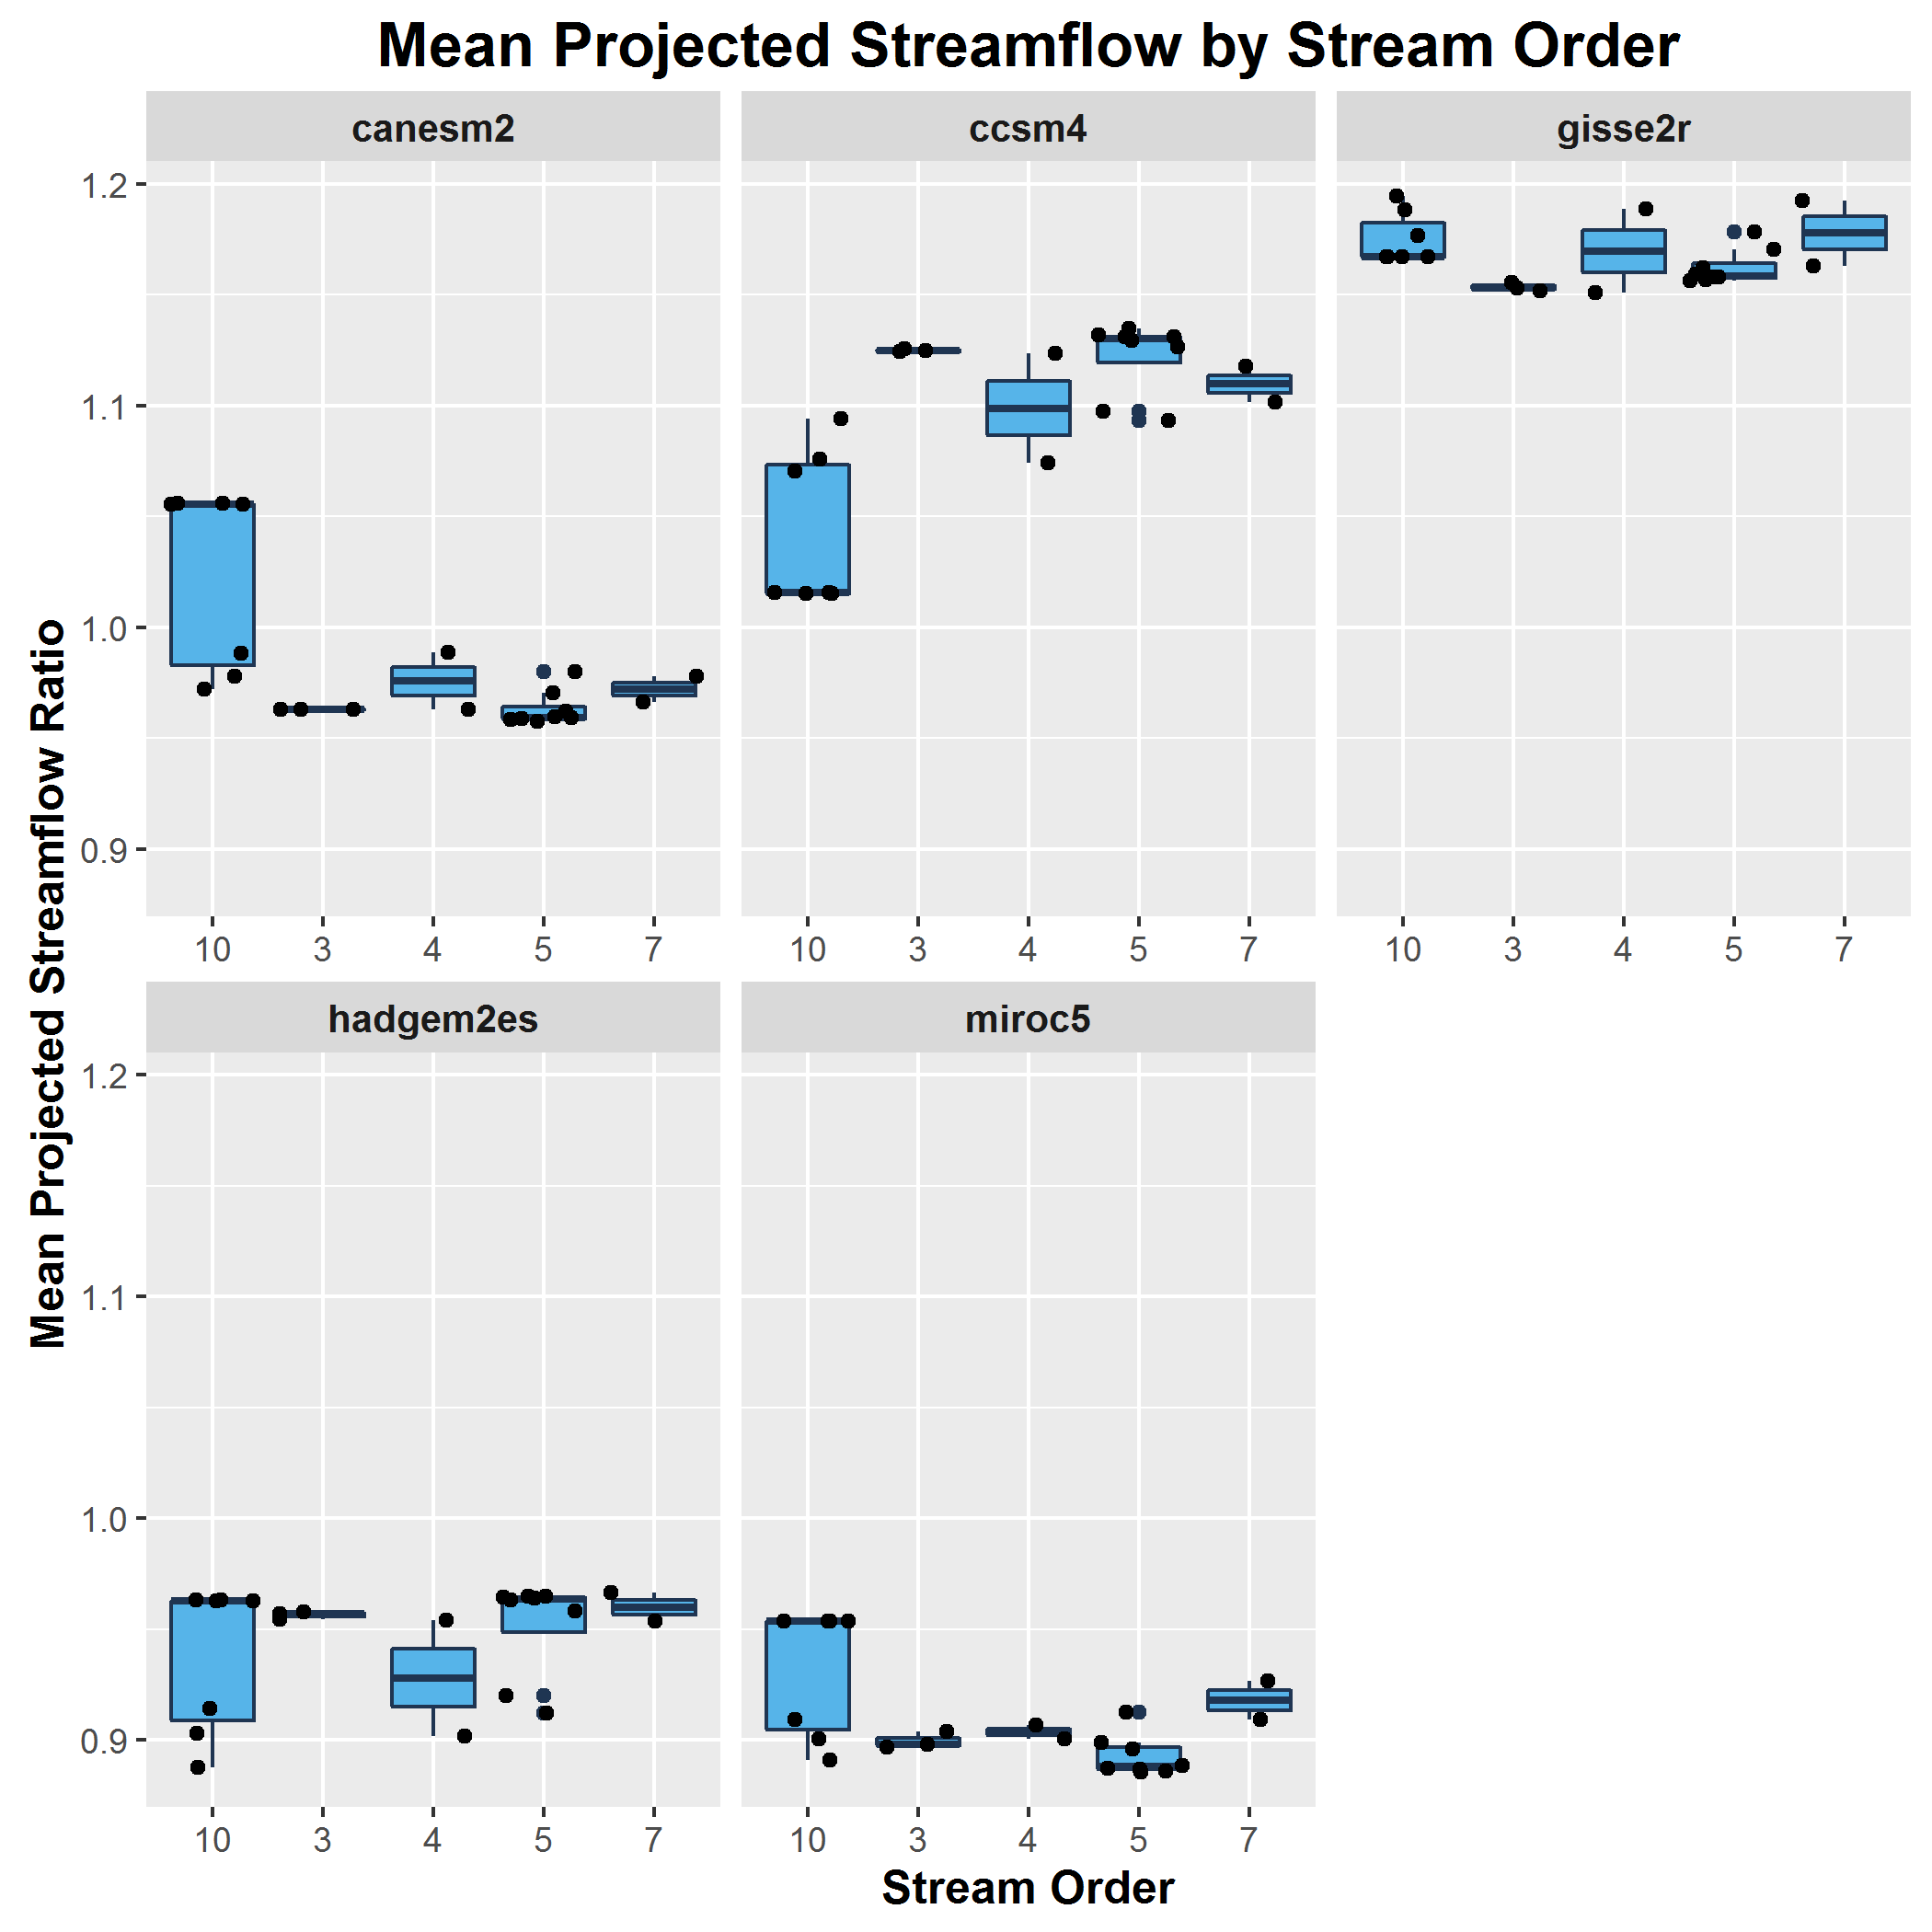 Mean Projected Streamflow by Stream Order
canesm2
ccsm4
gisse2r
1.2
1.1
1.0
0.9
10 3 4 5 7
10 3 4 5 7
10 3 4 5 7
Mean Projected Streamflow Ratio
hadgem2es
miroc5
1.2
1.1
1.0
0.9
10 3 4 5 7
10 3 4 5 7
Stream Order